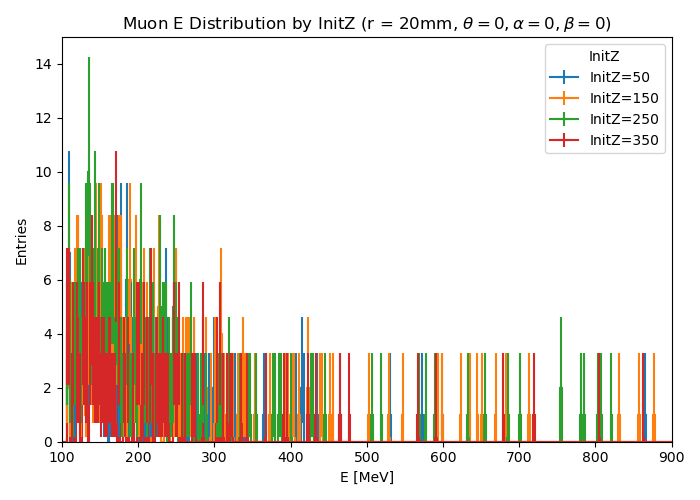 Muon E Distribution by InitZ (r = 20mm, θ = 0, α = 0, β = 0)
Entries
14
12
10
8
6
4
2
0
InitZ
InitZ=50
InitZ=150
InitZ=250
InitZ=350
100 200 300 400 500 600 700 800 900
E [MeV]